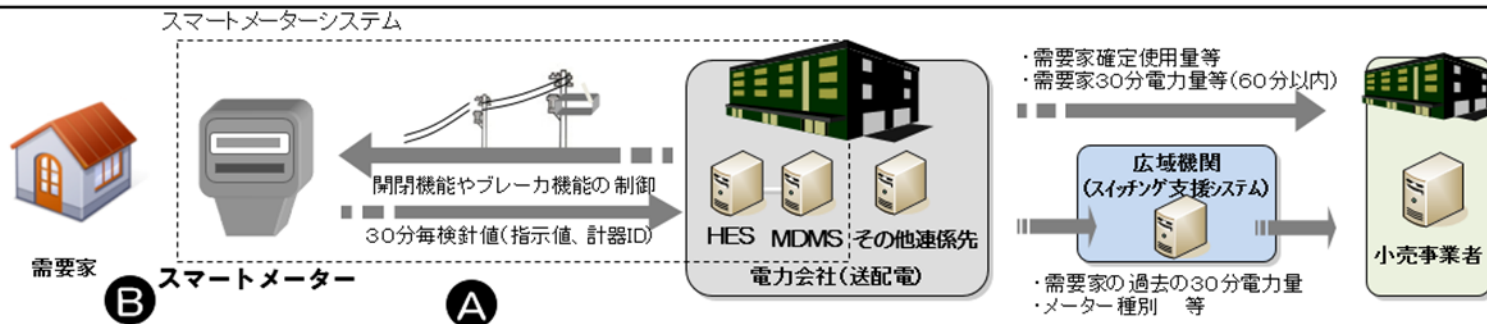 スマートメーターシステム
・需要家確定使用量等
・需要家30分電力量等(60分以内)
開閉機能やブレーカ機能の制御
30分毎検針値(指示値、計器ID)
広域機関
(スイッチング支援システム)
HES MDMS その他連係先
電力会社(送配電)
小売事業者
需要家
B
スマートメーター
A
・需要家の過去の30分電力量
・メーター種別 等